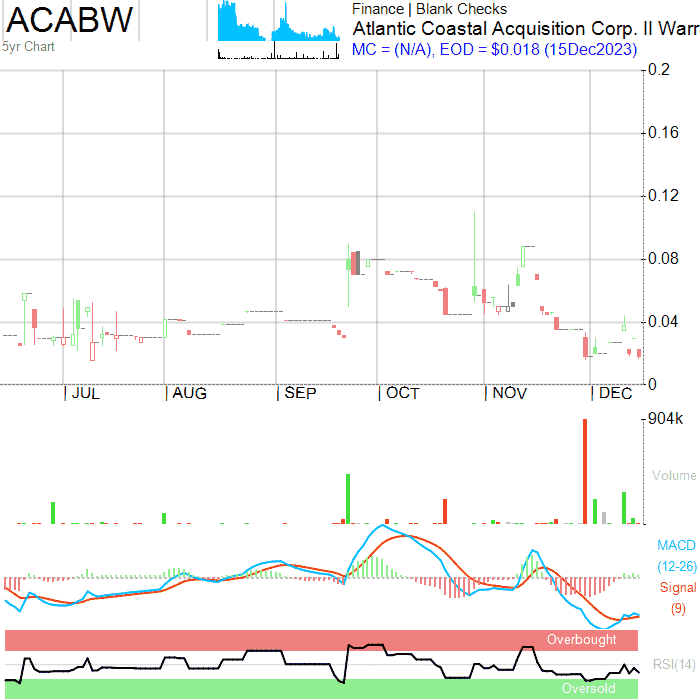 ACABW
5yr Chart
Finance | Blank Checks
Atlantic Coastal Acquisition Corp. II Warr
MC = (N/A), EOD = $0.018 (15Dec2023)
0.2
0.16
0.12
0.08
0.04
0
| JUL | AUG | SEP | OCT | NOV | DEC
904k
Volume
MACD
(12-26)
Signal
(9)
Overbought
RSI(14)
Oversold